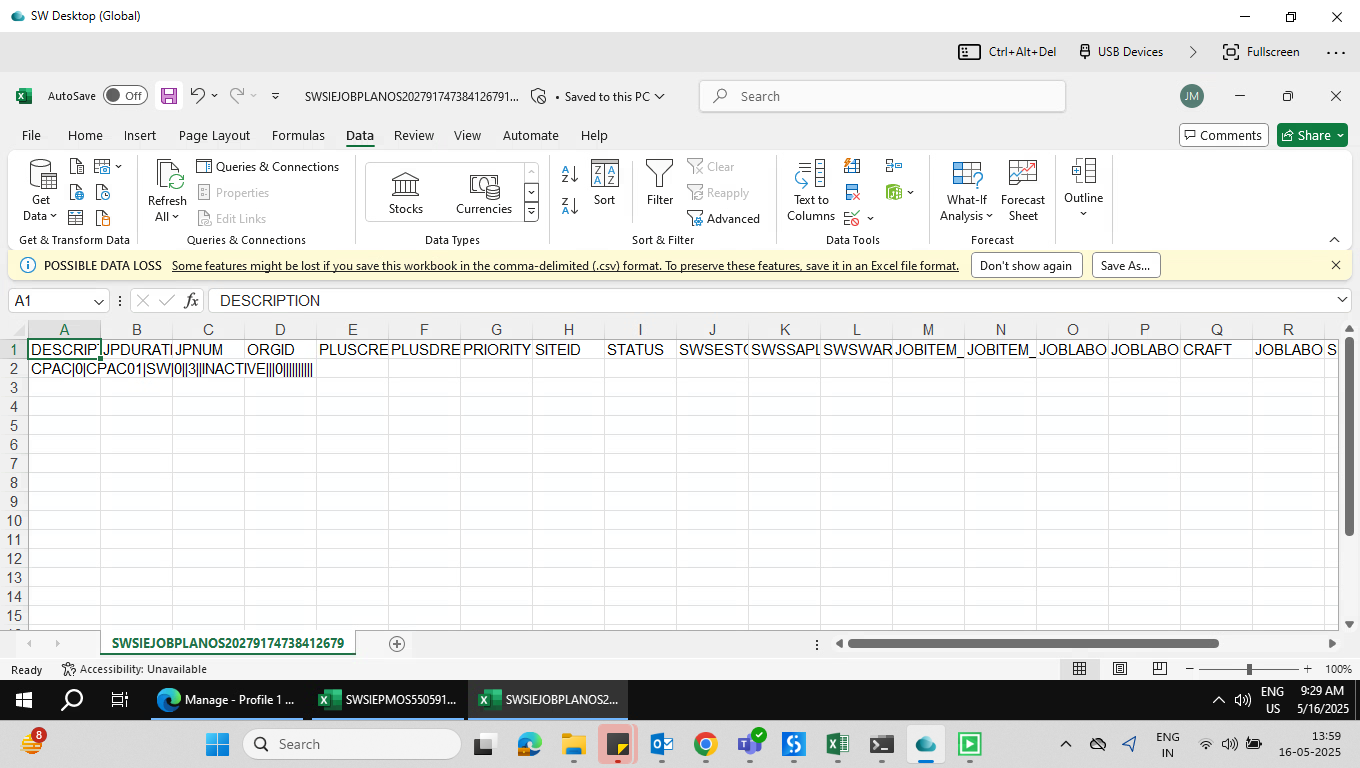 SW Desktop (Global)
Ctrl+Alt+Del USB Devices Fullscreen
AutoSave Off SWSIEJOBPLANOS202791747384126791... • Saved to this PC Search JM
File Home Insert Page Layout Formulas Data Review View Automate Help Comments Share
Get Data Refresh All Queries & Connections Properties Edit Links Stocks Currencies Sort Filter Clear Reapply Advanced Text to Columns What-If Analysis Forecast Sheet Outline
Get & Transform Data Queries & Connections Data Types Sort & Filter Data Tools Forecast
POSSIBLE DATA LOSS Some features might be lost if you save this workbook in the comma-delimited (.csv) format. To preserve these features, save it in an Excel file format. Don't show again Save As...
A1 fx DESCRIPTION
A B C D E F G H I J K L M N O P Q R
1 DESCRIPT JPDURATI JPNUM ORGID PLUSCRE PLUSDRE PRIORITY SITEID STATUS SWSESTC SWSSAPL SWSWAR JOBITEM_ JOBITEM_ JOBLABO JOBLABO CRAFT JOBLABO S
2 CPAC|0|CPAC01|SW|0||3||INACTIVE|||0||||||||||
3
4
5
6
7
8
9
10
11
12
13
14
15
SWSIEJOBPLANOS20279174738412679
Ready Accessibility: Unavailable 100%
Manage - Profile 1 ... SWSIEPMOS550591... SWSIEJOBPLANOS2... ENG US 9:29 AM 5/16/2025
8 Search ENG IN 13:59 16-05-2025